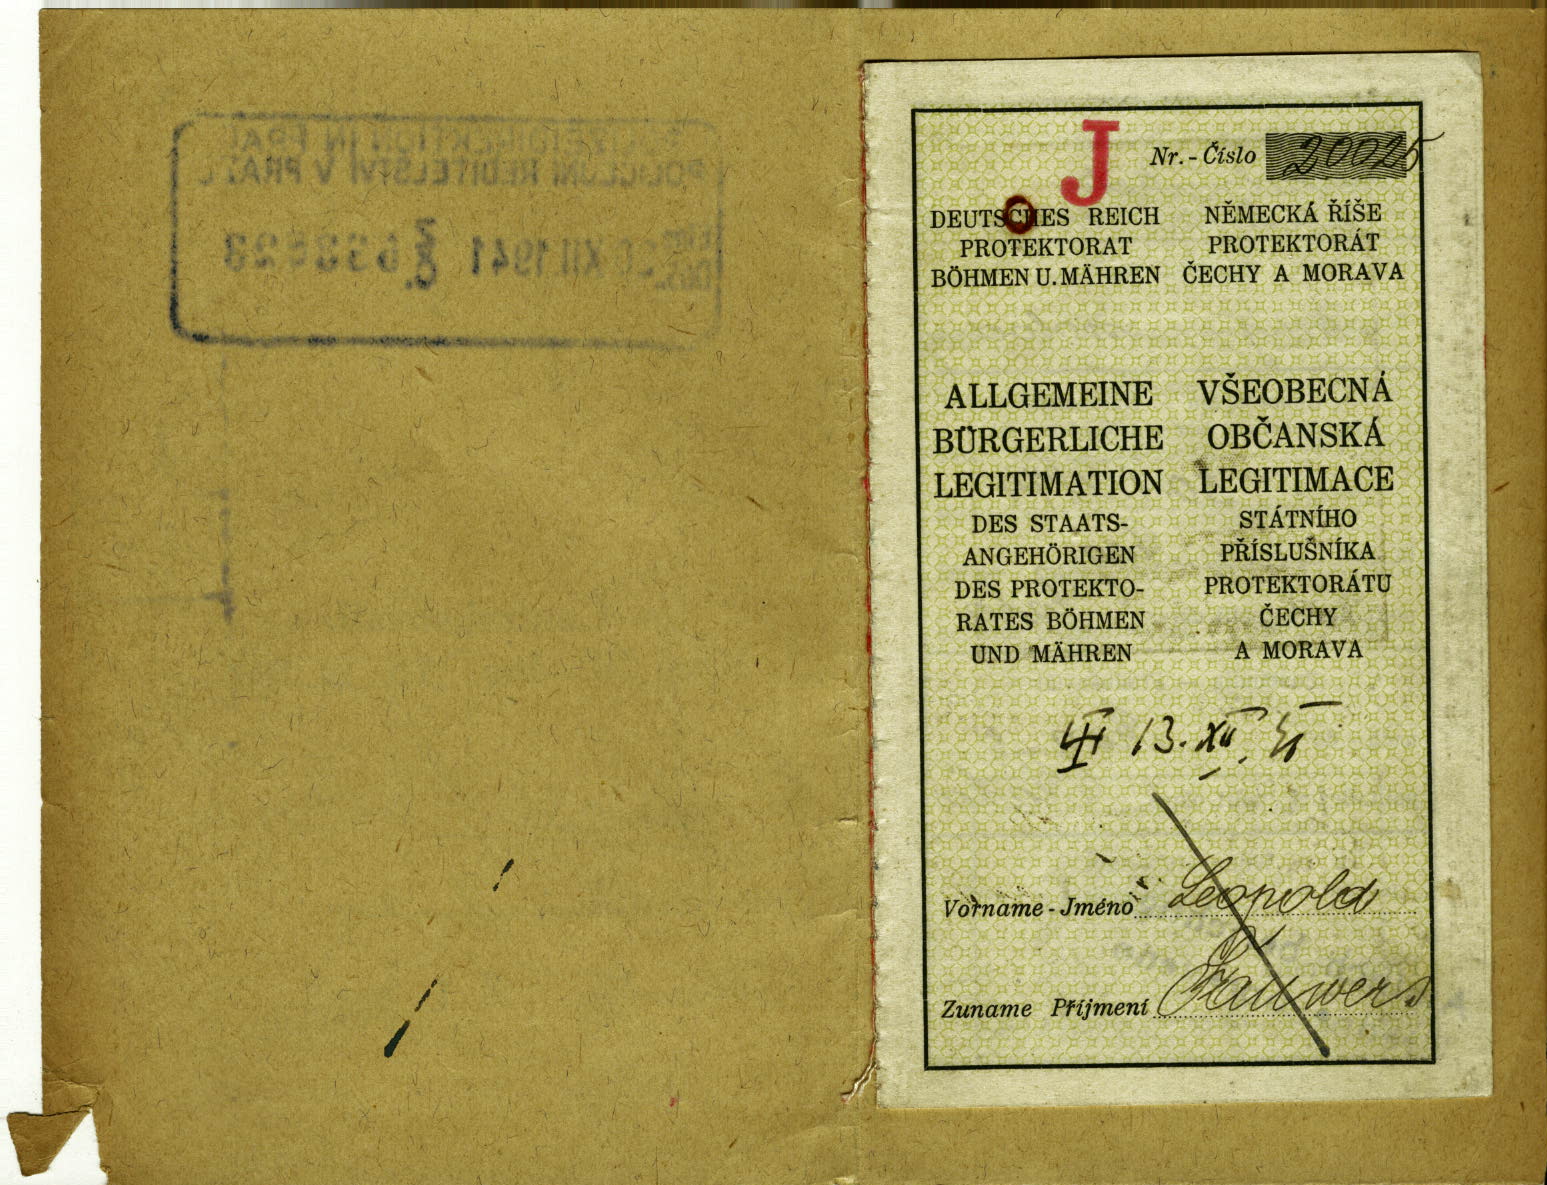 J
Nr. - Číslo 20025
DEUTSCHES REICH
PROTEKTORAT
BÖHMEN U. MÄHREN
NĚMECKÁ ŘÍŠE
PROTEKTORÁT
ČECHY A MORAVA
ALLGEMEINE
BÜRGERLICHE
LEGITIMATION
DES STAATS-
ANGEHÖRIGEN
DES PROTEKTO-
RATES BÖHMEN
UND MÄHREN
VŠEOBECNÁ
OBČANSKÁ
LEGITIMACE
STÁTNÍHO
PŘÍSLUŠNÍKA
PROTEKTORÁTU
ČECHY
A MORAVA
13. XII
Vorname - Jméno Leopold
Zuname Příjmení
XII. 1941